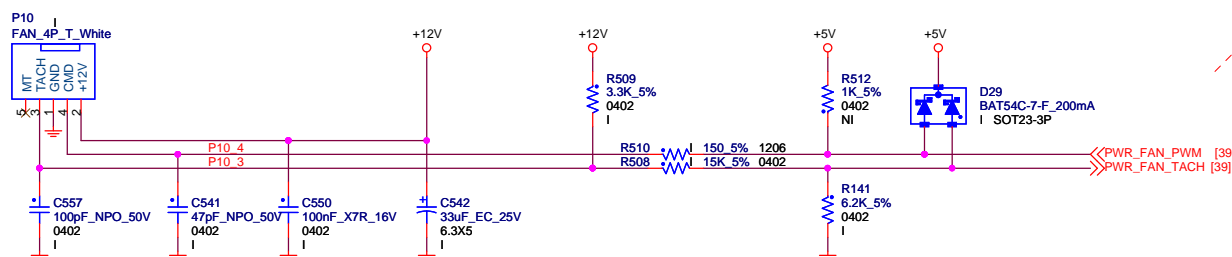 P10
I
FAN_4P_T_White
MT
TACH
GND
CMD
+12V
5
3
1
4
2
+12V
+12V
+5V
+5V
R509
3.3K_5%
0402
I
R512
1K_5%
0402
NI
D29
BAT54C-7-F_200mA
I SOT23-3P
P10_4
R510 I 150_5% 1206
PWR_FAN_PWM [39
P10_3
R508 I 15K_5% 0402
PWR_FAN_TACH [39]
C557
100pF_NPO_50V
0402
I
C541
47pF_NPO_50V
0402
I
C550
100nF_X7R_16V
0402
I
+
C542
33uF_EC_25V
6.3X5
I
R141
6.2K_5%
0402
I